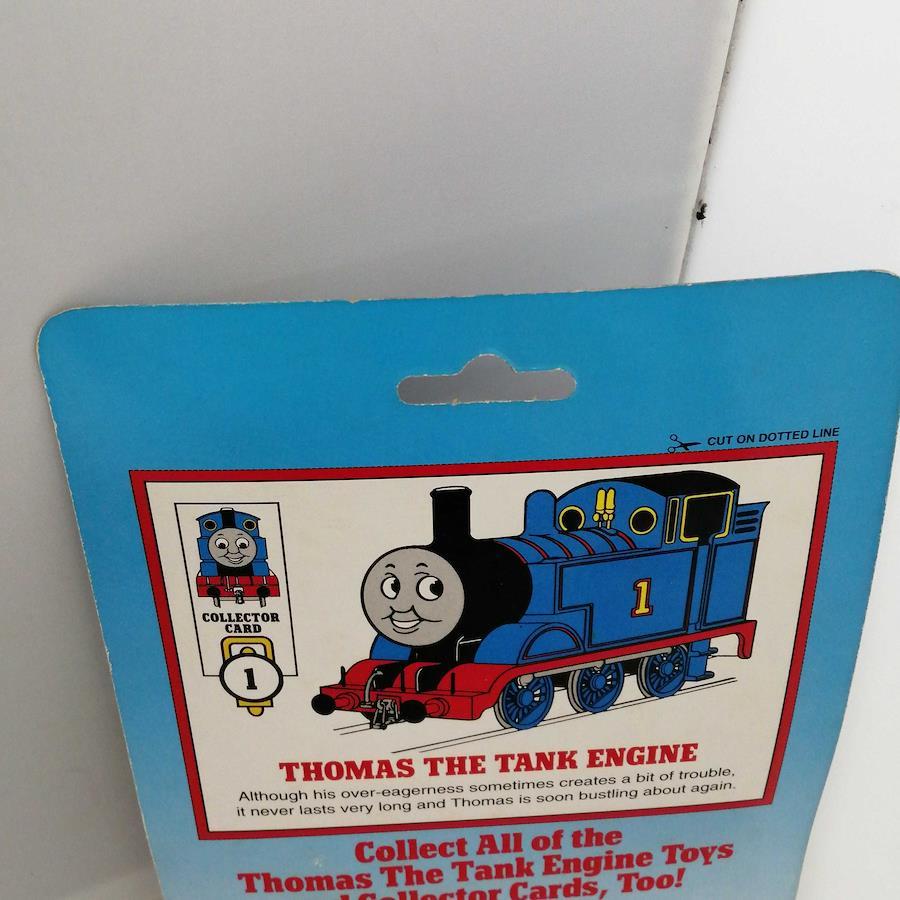 CUT ON DOTTED LINE
COLLECTOR
CARD
1
1
THOMAS THE TANK ENGINE
Although his over-eagerness sometimes creates a bit of trouble,
it never lasts very long and Thomas is soon bustling about again.
Collect All of the
Thomas The Tank Engine Toys
Collector Cards, Too!